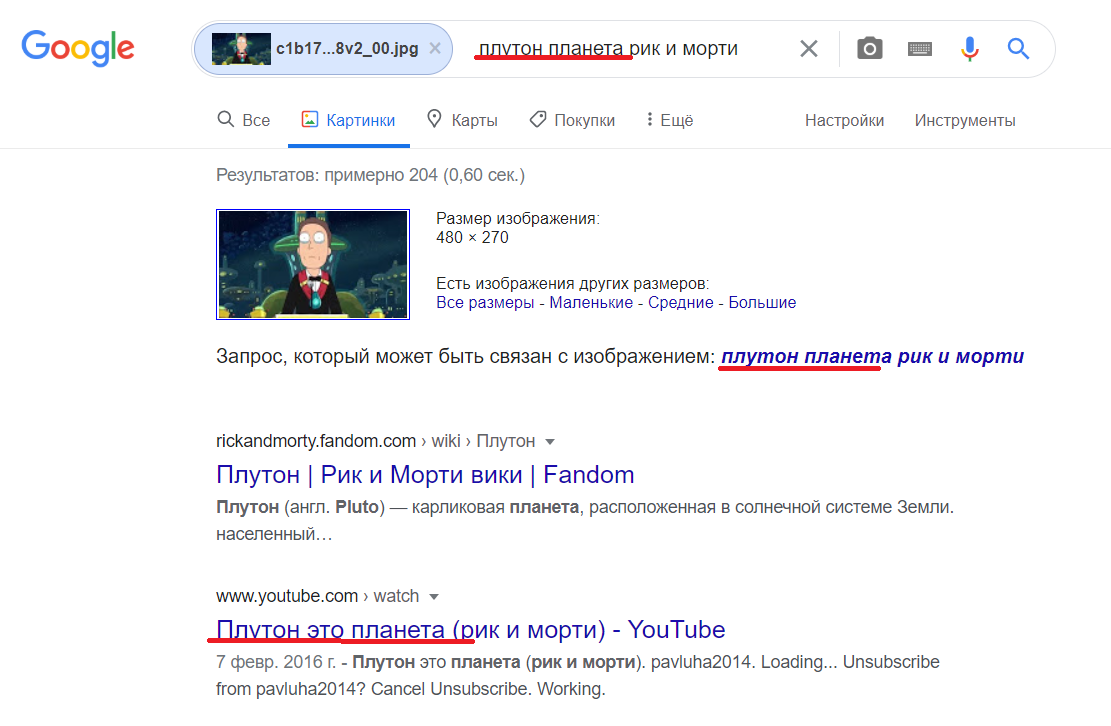 Google
c1b17...8v2_00.jpg × плутон планета рик и морти
Все Картинки Карты Покупки Ещё Настройки Инструменты
Результатов: примерно 204 (0,60 сек.)
Размер изображения:
480 × 270
Есть изображения других размеров:
Все размеры - Маленькие - Средние - Большие
Запрос, который может быть связан с изображением: плутон планета рик и морти
rickandmorty.fandom.com › wiki › Плутон
Плутон | Рик и Морти вики | Fandom
Плутон (англ. Pluto) — карликовая планета, расположенная в солнечной системе Земли.
населенный…
www.youtube.com › watch
Плутон это планета (рик и морти) - YouTube
7 февр. 2016 г. - Плутон это планета (рик и морти). pavluha2014. Loading... Unsubscribe
from pavluha2014? Cancel Unsubscribe. Working.